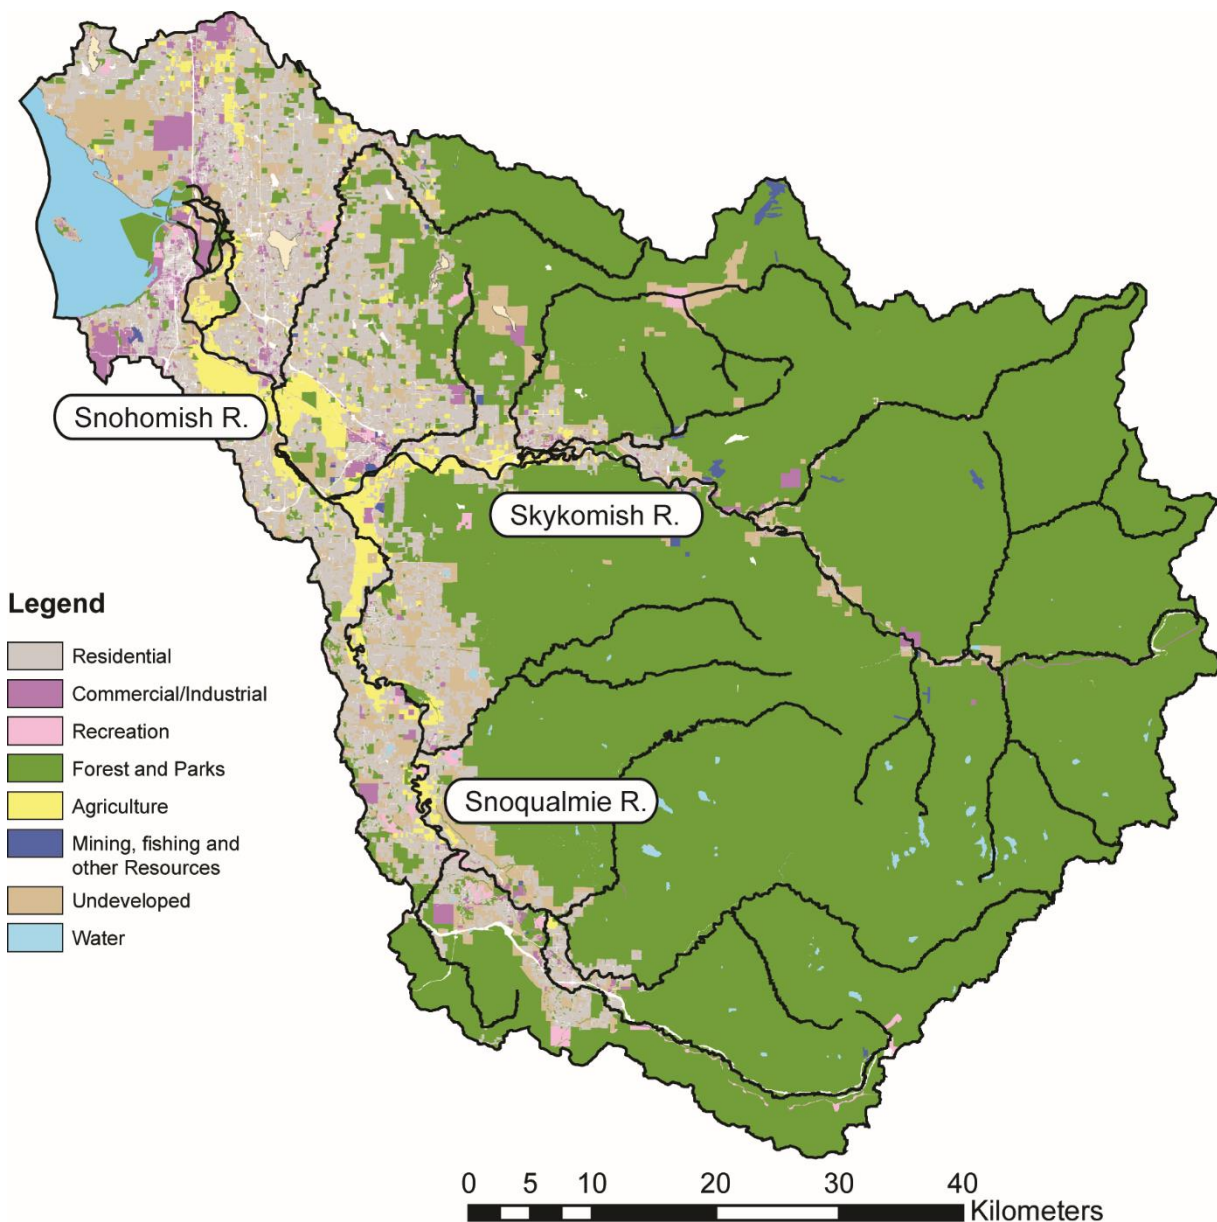 Snohomish R.
Skykomish R.
Legend
Residential
Commercial/Industrial
Recreation
Forest and Parks
Agriculture
Mining, fishing and
other Resources
Undeveloped
Water
Snoqualmie R.
0 5 10 20 30 40
Kilometers